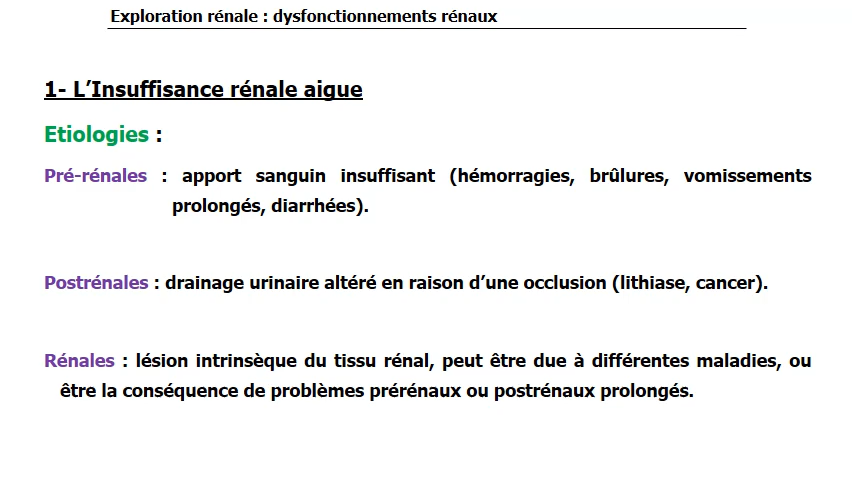 Exploration rénale : dysfonctionnements rénaux
1- L’Insuffisance rénale aigue
Etiologies :
Pré-rénales : apport sanguin insuffisant (hémorragies, brûlures, vomissements
prolongés, diarrhées).
Postrénales : drainage urinaire altéré en raison d’une occlusion (lithiase, cancer).
Rénales : lésion intrinsèque du tissu rénal, peut être due à différentes maladies, ou
être la conséquence de problèmes prérénaux ou postrénaux prolongés.